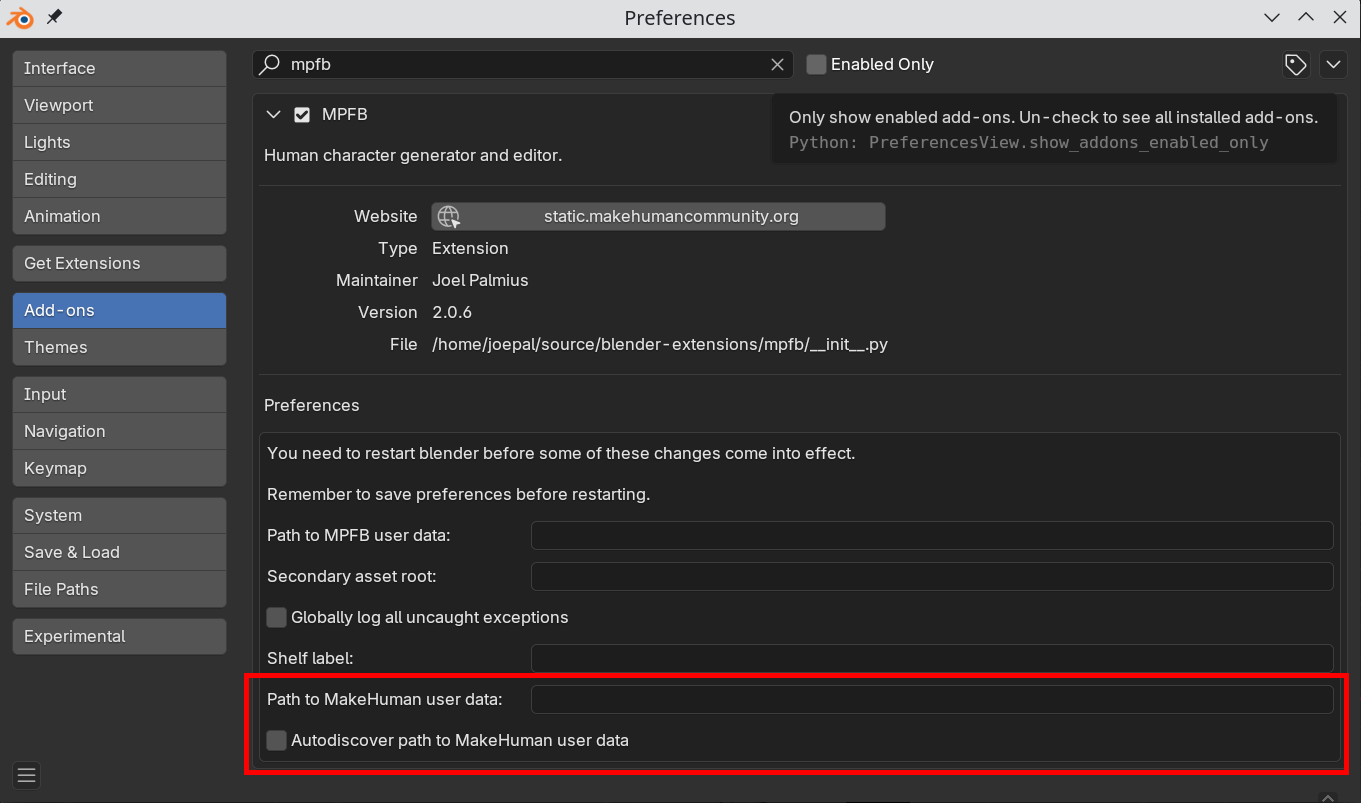 Preferences
Interface
Viewport
Lights
Editing
Animation
Get Extensions
Add-ons
Themes
Input
Navigation
Keymap
System
Save & Load
File Paths
Experimental
mpfb
Enabled Only
MPFB
Only show enabled add-ons. Un-check to see all installed add-ons.
Python: PreferencesView.show_addons_enabled_only
Human character generator and editor.
Website static.makehumancommunity.org
Type Extension
Maintainer Joel Palmius
Version 2.0.6
File /home/joepal/source/blender-extensions/mpfb/__init__.py
Preferences
You need to restart blender before some of these changes come into effect.
Remember to save preferences before restarting.
Path to MPFB user data:
Secondary asset root:
Globally log all uncaught exceptions
Shelf label:
Path to MakeHuman user data:
Autodiscover path to MakeHuman user data